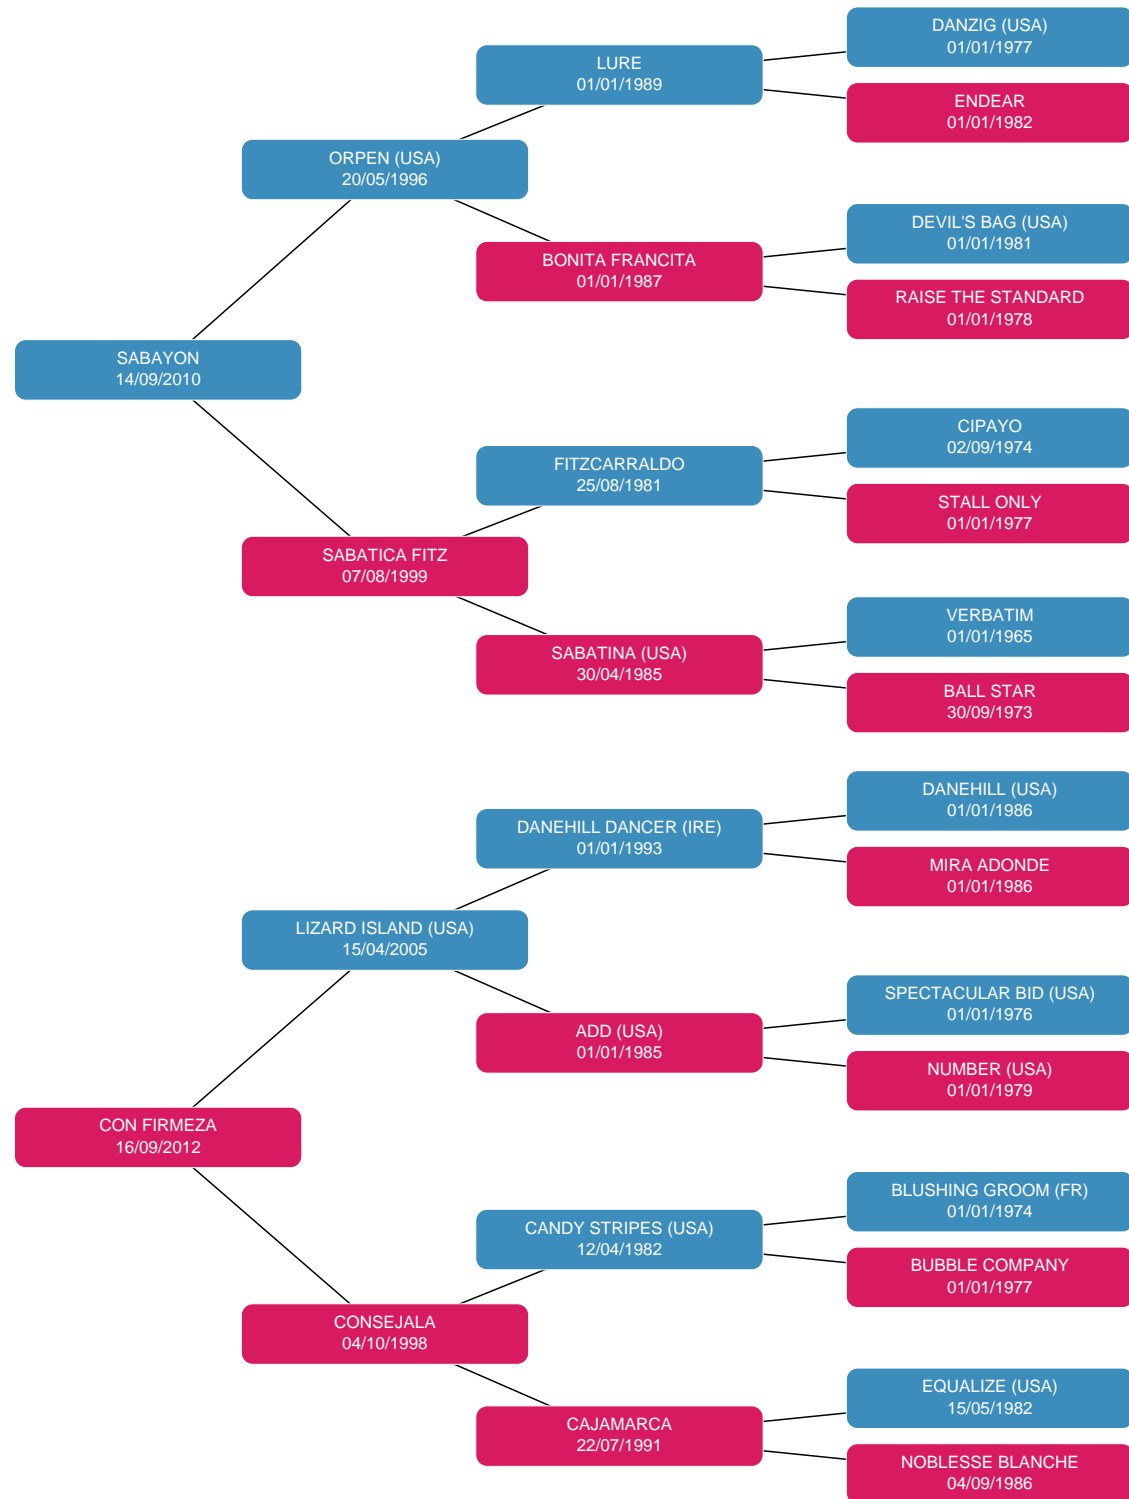 DANZIG (USA)
01/01/1977
LURE
01/01/1989
ENDEAR
01/01/1982
ORPEN (USA)
20/05/1996
DEVIL'S BAG (USA)
01/01/1981
BONITA FRANCITA
01/01/1987
RAISE THE STANDARD
01/01/1978
SABAYON
14/09/2010
CIPAYO
02/09/1974
FITZCARRALDO
25/08/1981
STALL ONLY
01/01/1977
SABATICA FITZ
07/08/1999
VERBATIM
01/01/1965
SABATINA (USA)
30/04/1985
BALL STAR
30/09/1973
DANEHILL (USA)
01/01/1986
DANEHILL DANCER (IRE)
01/01/1993
MIRA ADONDE
01/01/1986
LIZARD ISLAND (USA)
15/04/2005
SPECTACULAR BID (USA)
01/01/1976
ADD (USA)
01/01/1985
NUMBER (USA)
01/01/1979
CON FIRMEZA
16/09/2012
BLUSHING GROOM (FR)
01/01/1974
CANDY STRIPES (USA)
12/04/1982
BUBBLE COMPANY
01/01/1977
CONSEJALA
04/10/1998
EQUALIZE (USA)
15/05/1982
CAJAMARCA
22/07/1991
NOBLESSE BLANCHE
04/09/1986